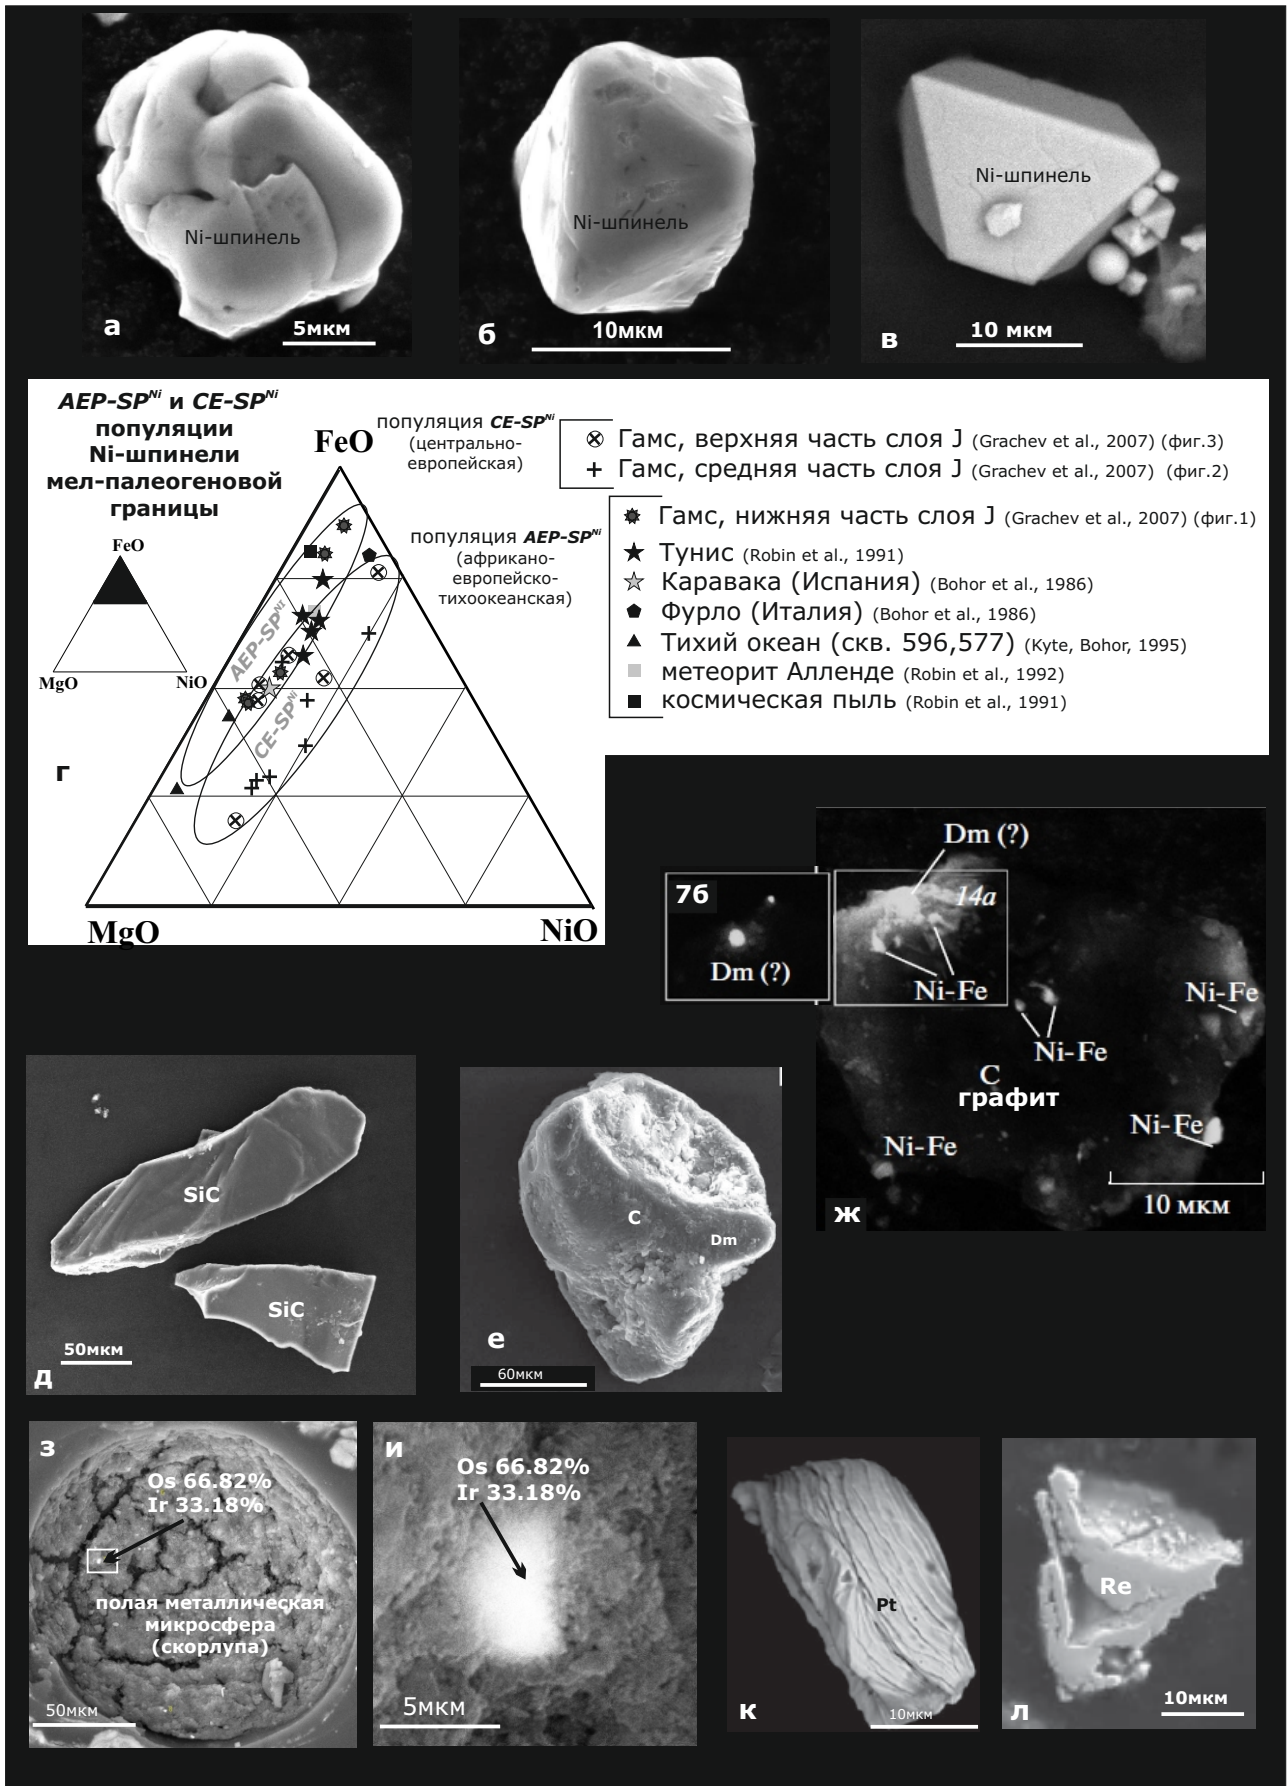 Ni-шпинель
5мкм
а
Ni-шпинель
10мкм
б
Ni-шпинель
10 мкм
в
AEP-SP^Ni и CE-SP^Ni
популяции
Ni-шпинели
мел-палеогеновой
границы
FeO
MgO
NiO
FeO
MgO
NiO
AEP-SP^NI
CE-SP^NI
г
популяция CE-SP^Ni
(центрально-
европейская)
Гамс, верхняя часть слоя J (Grachev et al., 2007) (фиг.3)
Гамс, средняя часть слоя J (Grachev et al., 2007) (фиг.2)
популяция AEP-SP^Ni
(африкано-
европейско-
тихоокеанская)
Гамс, нижняя часть слоя J (Grachev et al., 2007) (фиг.1)
Тунис (Robin et al., 1991)
Каравака (Испания) (Bohor et al., 1986)
Фурло (Италия) (Bohor et al., 1986)
Тихий океан (скв. 596,577) (Kyte, Bohor, 1995)
метеорит Алленде (Robin et al., 1992)
космическая пыль (Robin et al., 1991)
Dm (?)
7б
14a
Dm (?)
Ni-Fe
Ni-Fe
Ni-Fe
C
графит
Ni-Fe
Ni-Fe
10 мкм
ж
SiC
SiC
50мкм
д
C
Dm
е
60мкм
з
Os 66.82%
Ir 33.18%
полая металлическая
микросфера
(скорлупа)
50мкм
и
Os 66.82%
Ir 33.18%
5мкм
Pt
к
10мкм
Re
10мкм
л